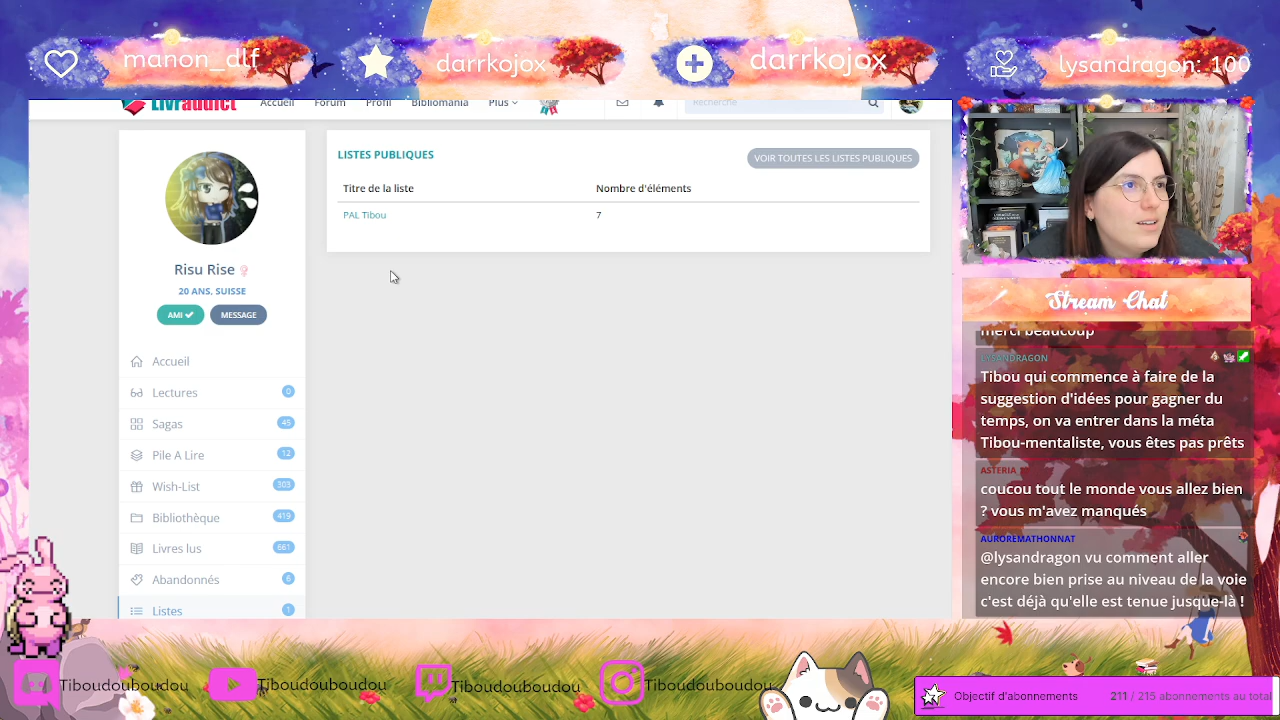 manon_dlf
darrkojox
darrkojox
lysandragon: 100
Livraddict
Accueil
Forum
Profil
Bibliomania
Plus
Recherche
Risu Rise
20 ANS, SUISSE
AMI
MESSAGE
Accueil
Lectures 0
Sagas 45
Pile A Lire 12
Wish-List 303
Bibliothèque 419
Livres lus 661
Abandonnés 6
Listes 1
LISTES PUBLIQUES
VOIR TOUTES LES LISTES PUBLIQUES
Titre de la liste Nombre d'éléments
PAL Tibou 7
Stream Chat
merci beaucoup
LYSANDRAGON
Tibou qui commence à faire de la
suggestion d'idées pour gagner du
temps, on va entrer dans la méta
Tibou-mentaliste, vous êtes pas prêts
ASTERIA
coucou tout le monde vous allez bien
? vous m'avez manqués
AUROREMATHONNAT
@lysandragon vu comment aller
encore bien prise au niveau de la voie
c'est déjà qu'elle est tenue jusque-là !
Tiboudouboudou
Tiboudouboudou
Tiboudouboudou
Tiboudouboudou
Objectif d'abonnements 211 / 215 abonnements au total